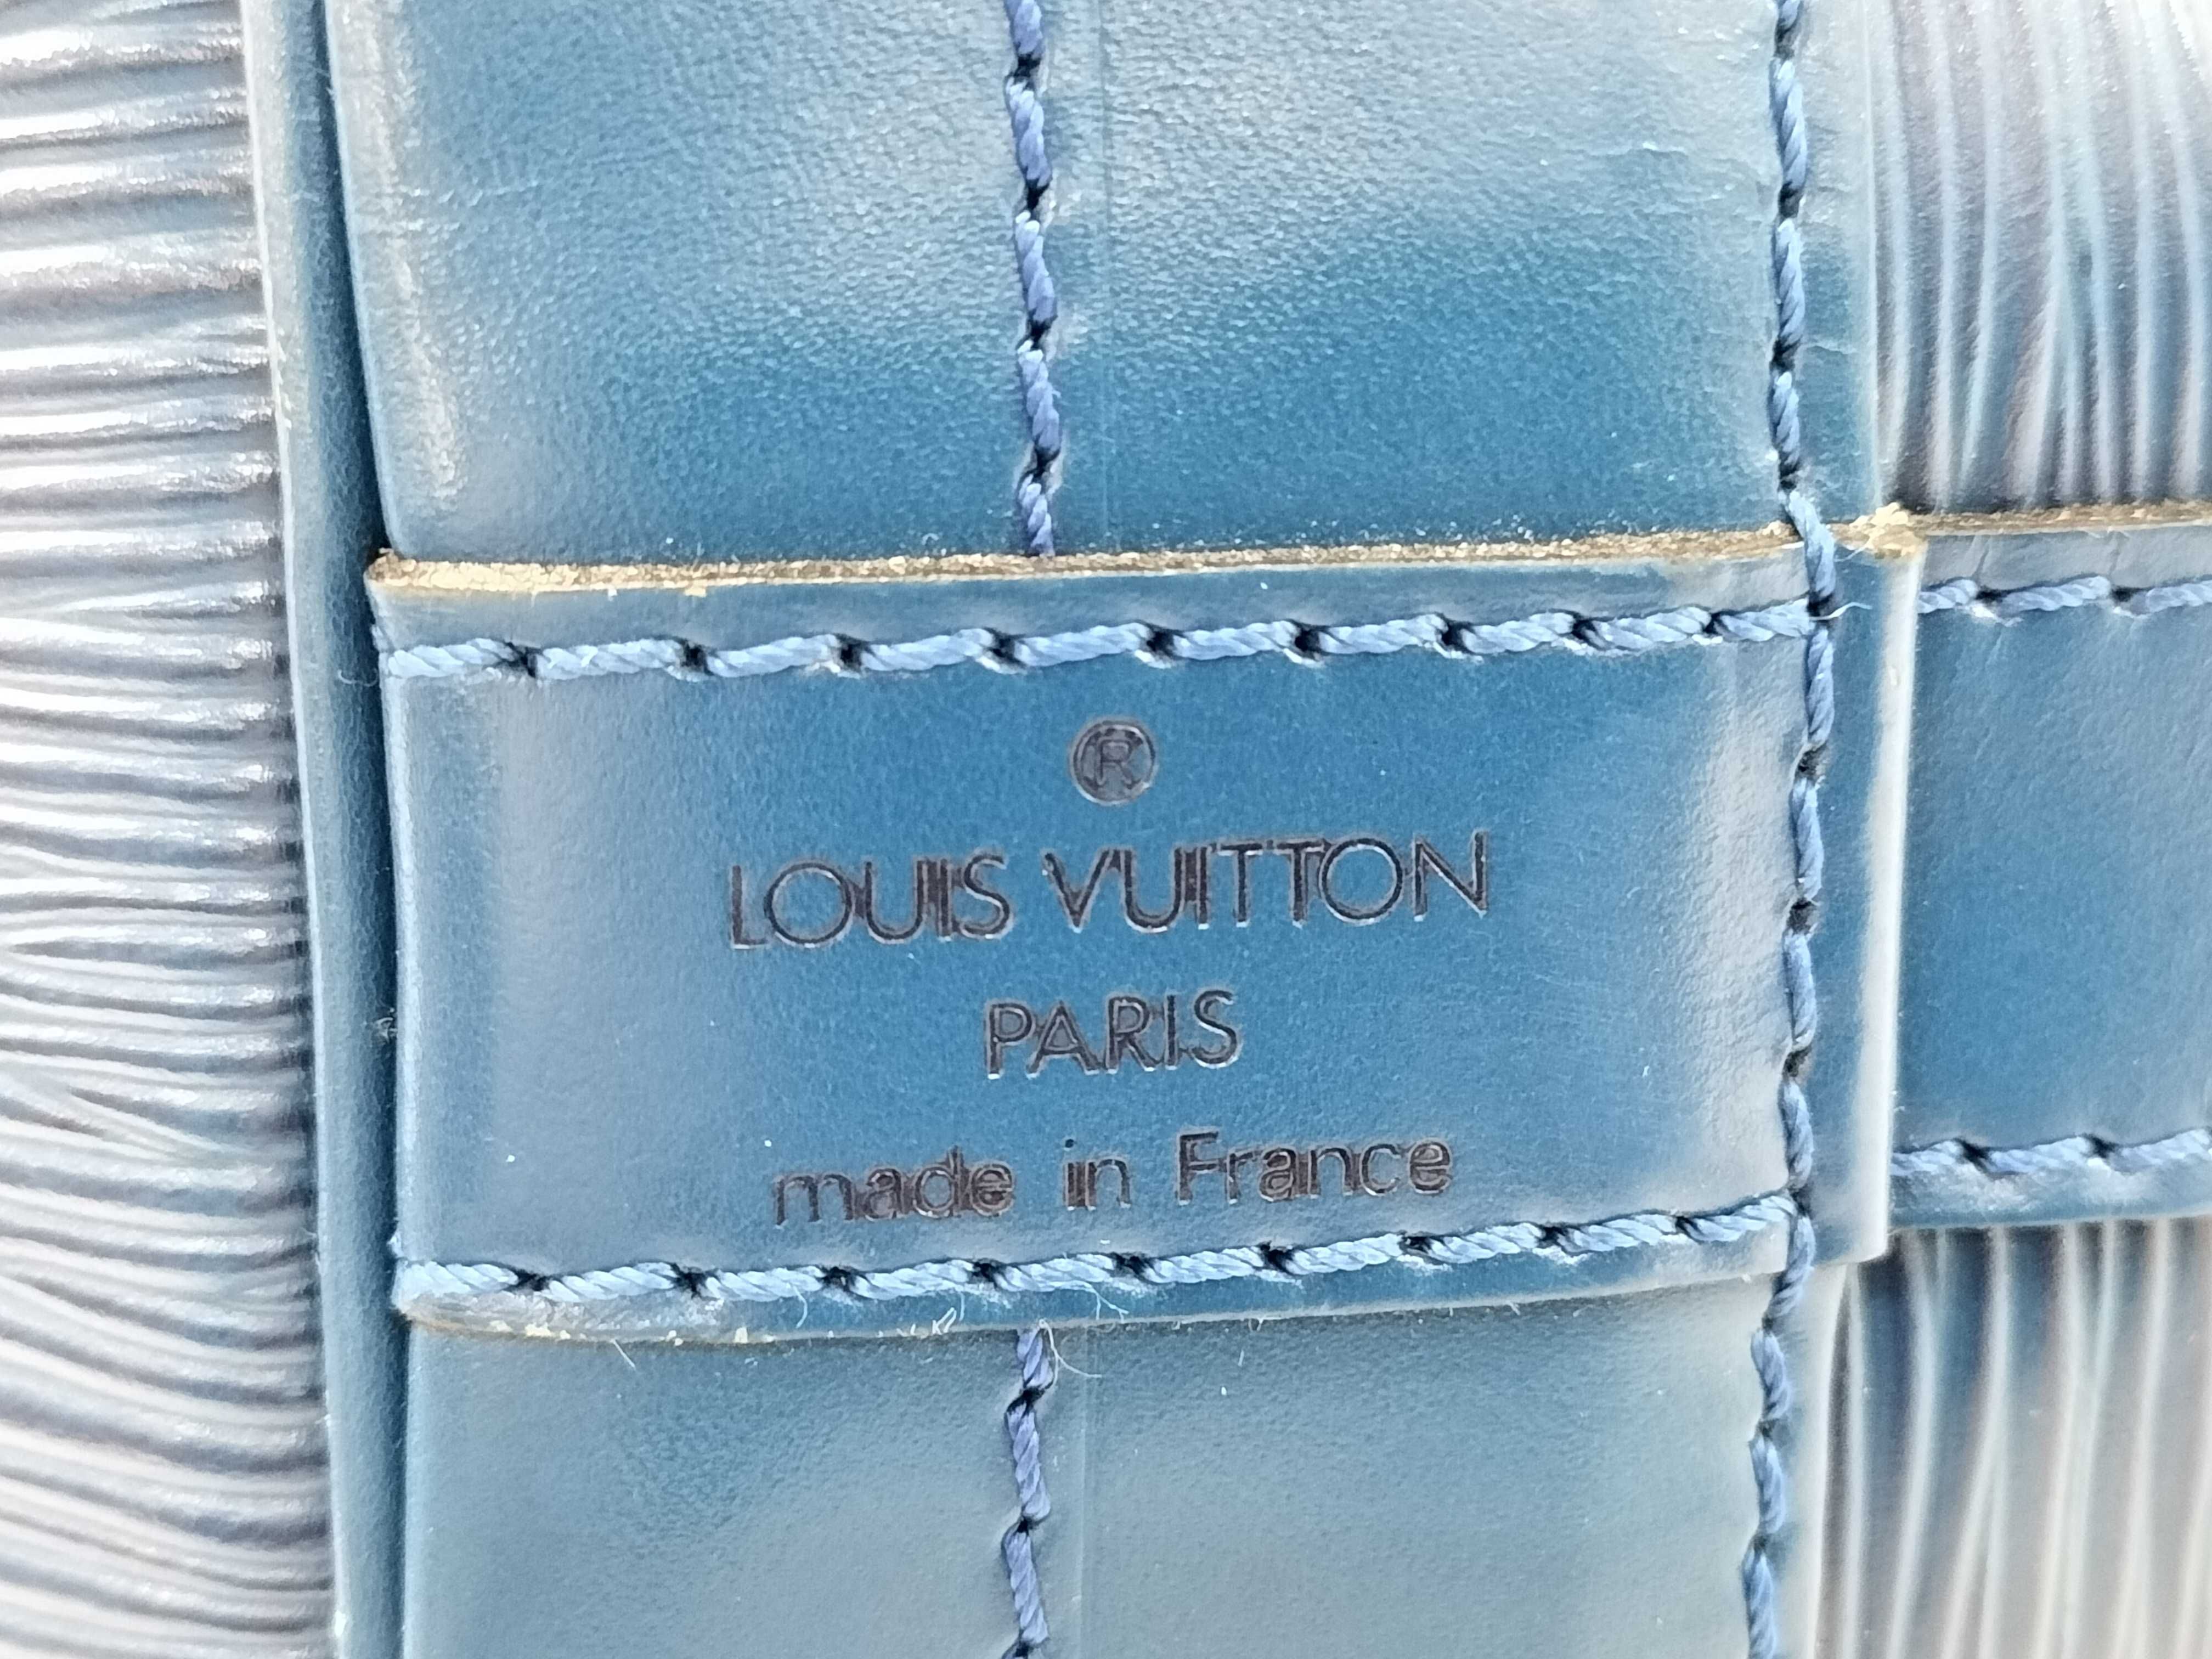 ®
LOUIS VUITTON
PARIS
made in France